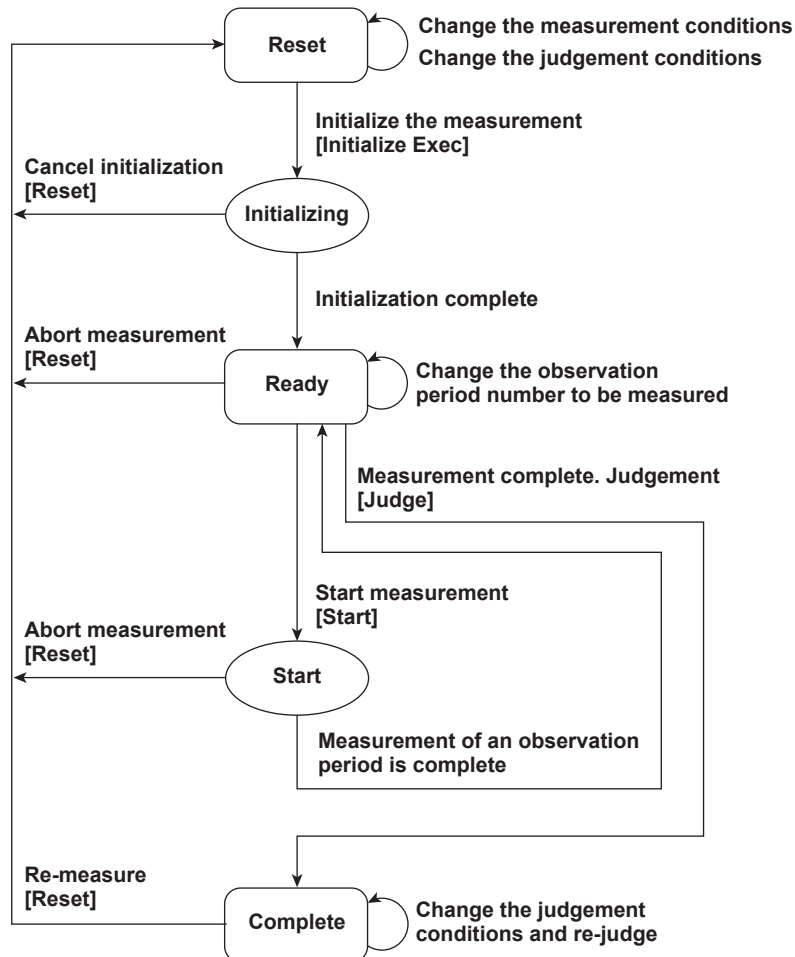 Reset
Change the measurement conditions
Change the judgement conditions
Initialize the measurement
[Initialize Exec]
Cancel initialization
[Reset]
Initializing
Initialization complete
Abort measurement
[Reset]
Ready
Change the observation
period number to be measured
Measurement complete. Judgement
[Judge]
Start measurement
[Start]
Abort measurement
[Reset]
Start
Measurement of an observation
period is complete
Re-measure
[Reset]
Complete
Change the judgement
conditions and re-judge